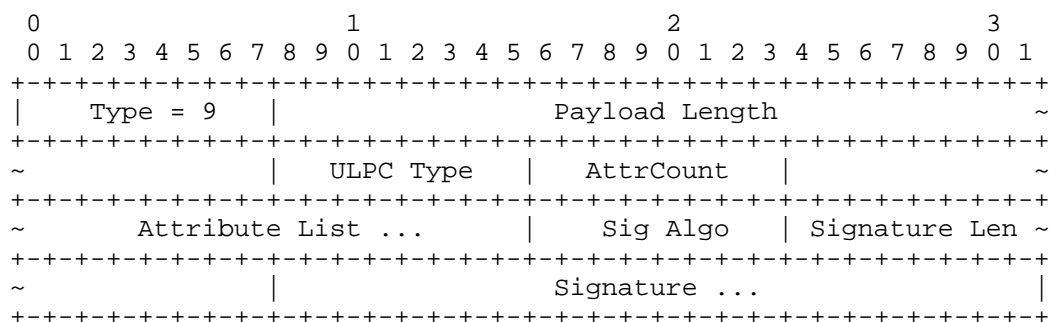 0                   1                   2                   3
 0 1 2 3 4 5 6 7 8 9 0 1 2 3 4 5 6 7 8 9 0 1 2 3 4 5 6 7 8 9 0 1
+-+-+-+-+-+-+-+-+-+-+-+-+-+-+-+-+-+-+-+-+-+-+-+-+-+-+-+-+-+-+-+-+
|    Type = 9   |                 Payload Length                ~
+-+-+-+-+-+-+-+-+-+-+-+-+-+-+-+-+-+-+-+-+-+-+-+-+-+-+-+-+-+-+-+-+
~               |   ULPC Type   |   AttrCount   |               ~
+-+-+-+-+-+-+-+-+-+-+-+-+-+-+-+-+-+-+-+-+-+-+-+-+-+-+-+-+-+-+-+-+
~       Attribute List ...      |    Sig Algo   | Signature Len ~
+-+-+-+-+-+-+-+-+-+-+-+-+-+-+-+-+-+-+-+-+-+-+-+-+-+-+-+-+-+-+-+-+
~               |                 Signature ...                 |
+-+-+-+-+-+-+-+-+-+-+-+-+-+-+-+-+-+-+-+-+-+-+-+-+-+-+-+-+-+-+-+-+